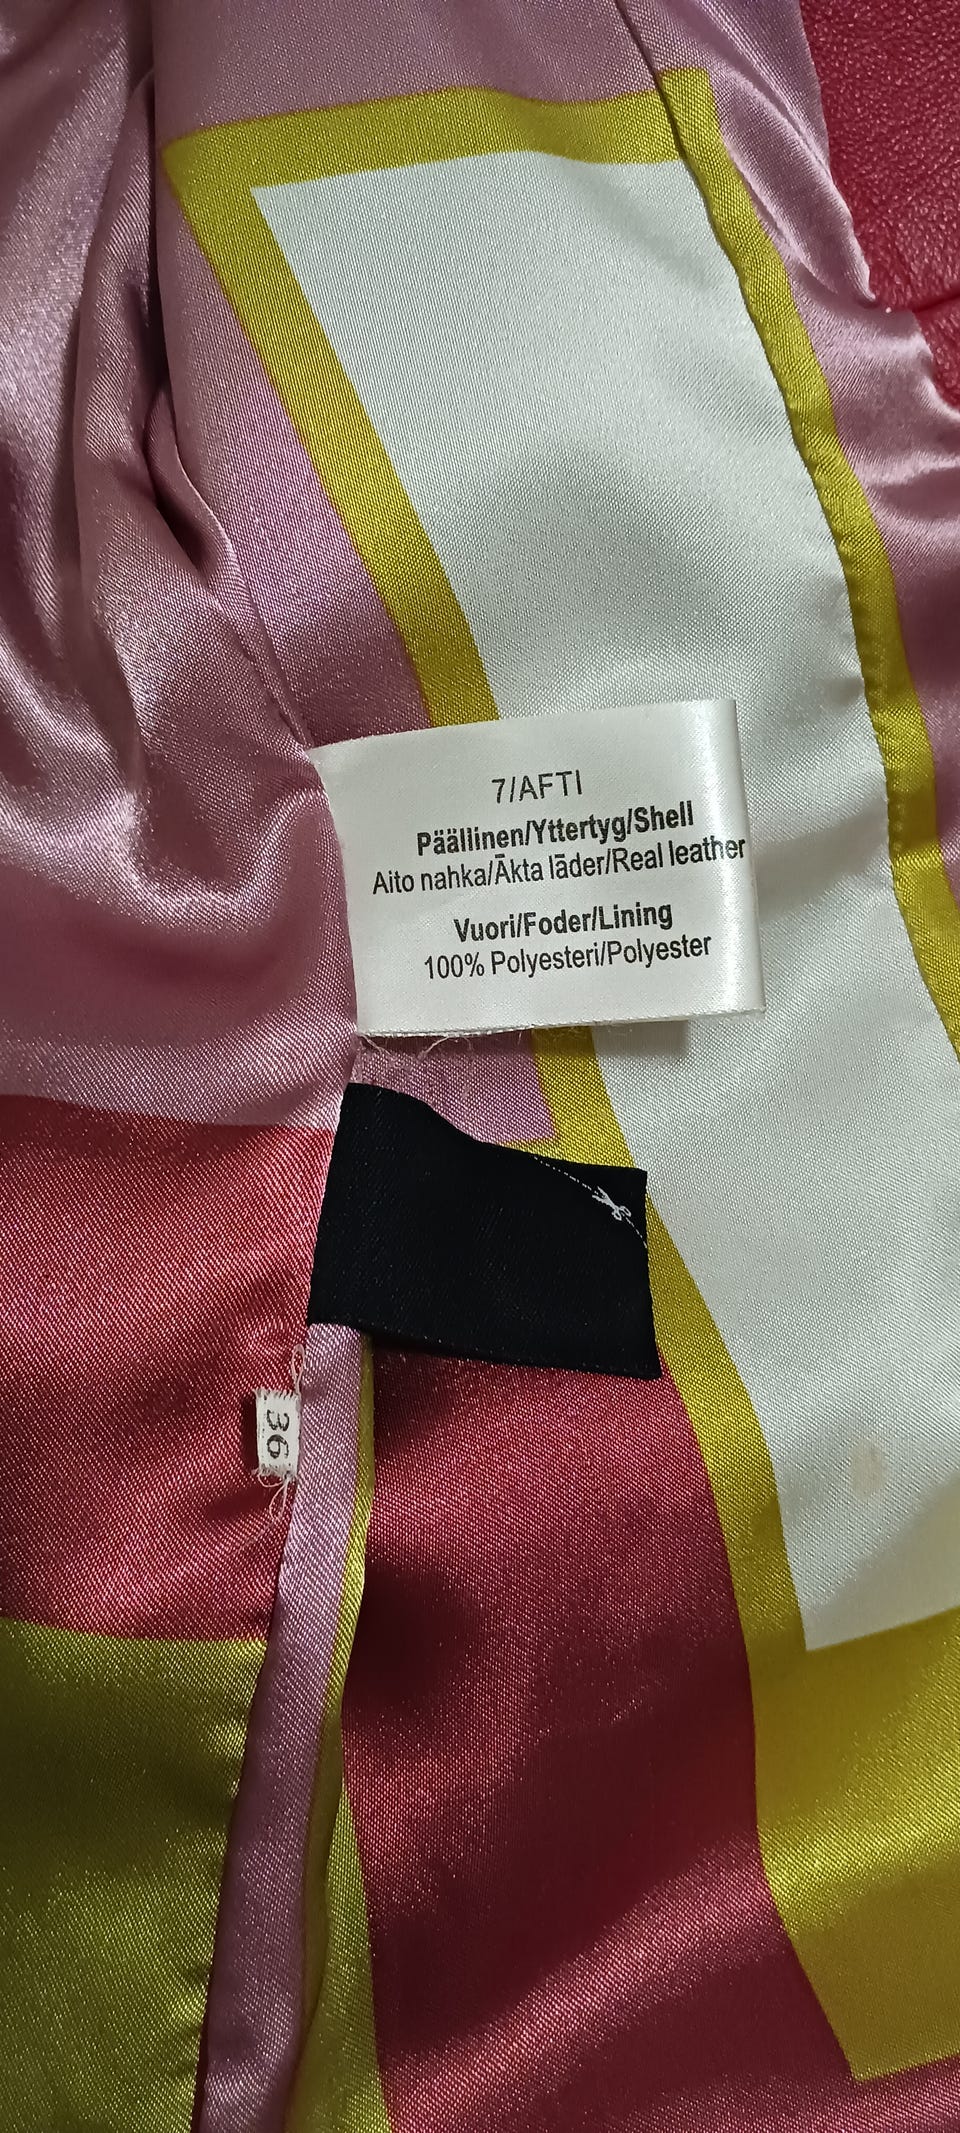 7/AFTI
Päällinen/Yttertyg/Shell
Aito nahka/Äkta läder/Real leather
Vuori/Foder/Lining
100% Polyesteri/Polyester
36